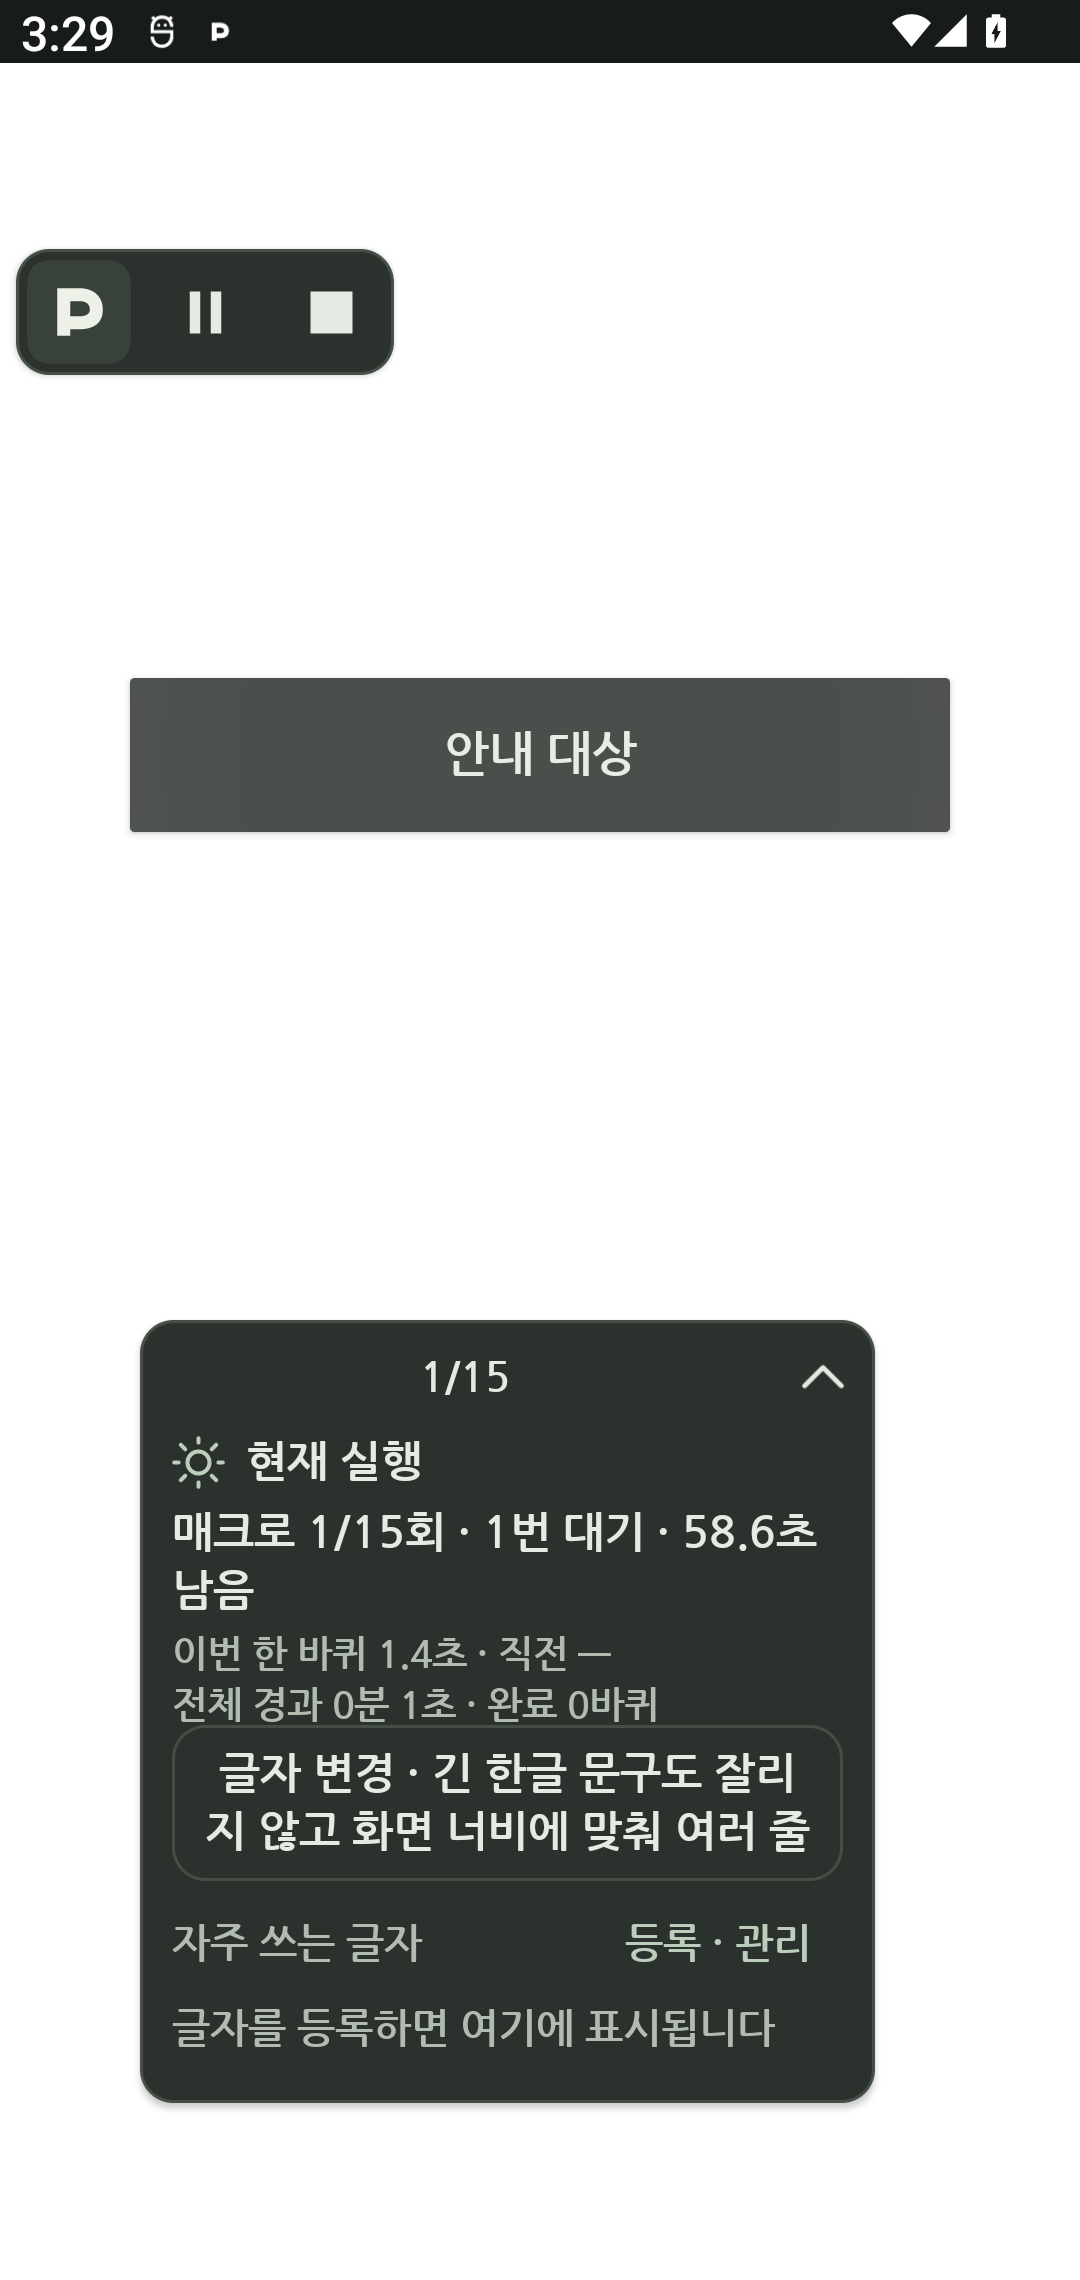 3:29
P
안내 대상
1/15
현재 실행
매크로 1/15회 · 1번 대기 · 58.6초
남음
이번 한 바퀴 1.4초 · 직전 —
전체 경과 0분 1초 · 완료 0바퀴
글자 변경 · 긴 한글 문구도 잘리
지 않고 화면 너비에 맞춰 여러 줄
자주 쓰는 글자 등록 · 관리
글자를 등록하면 여기에 표시됩니다